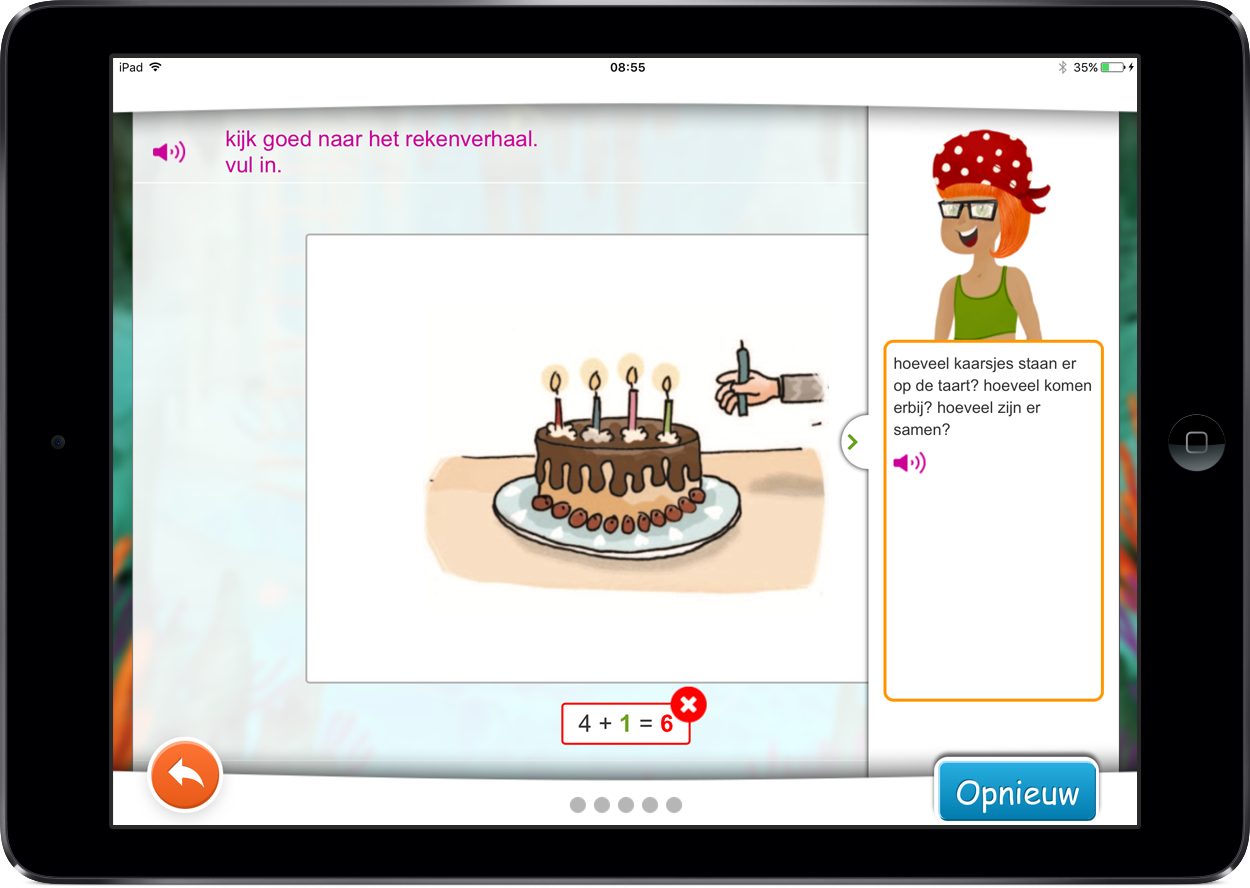 iPad 08:55 35%
kijk goed naar het rekenverhaal.
vul in.
hoeveel kaarsjes staan er
op de taart? hoeveel komen
erbij? hoeveel zijn er
samen?
4 + 1 = 6
Opnieuw